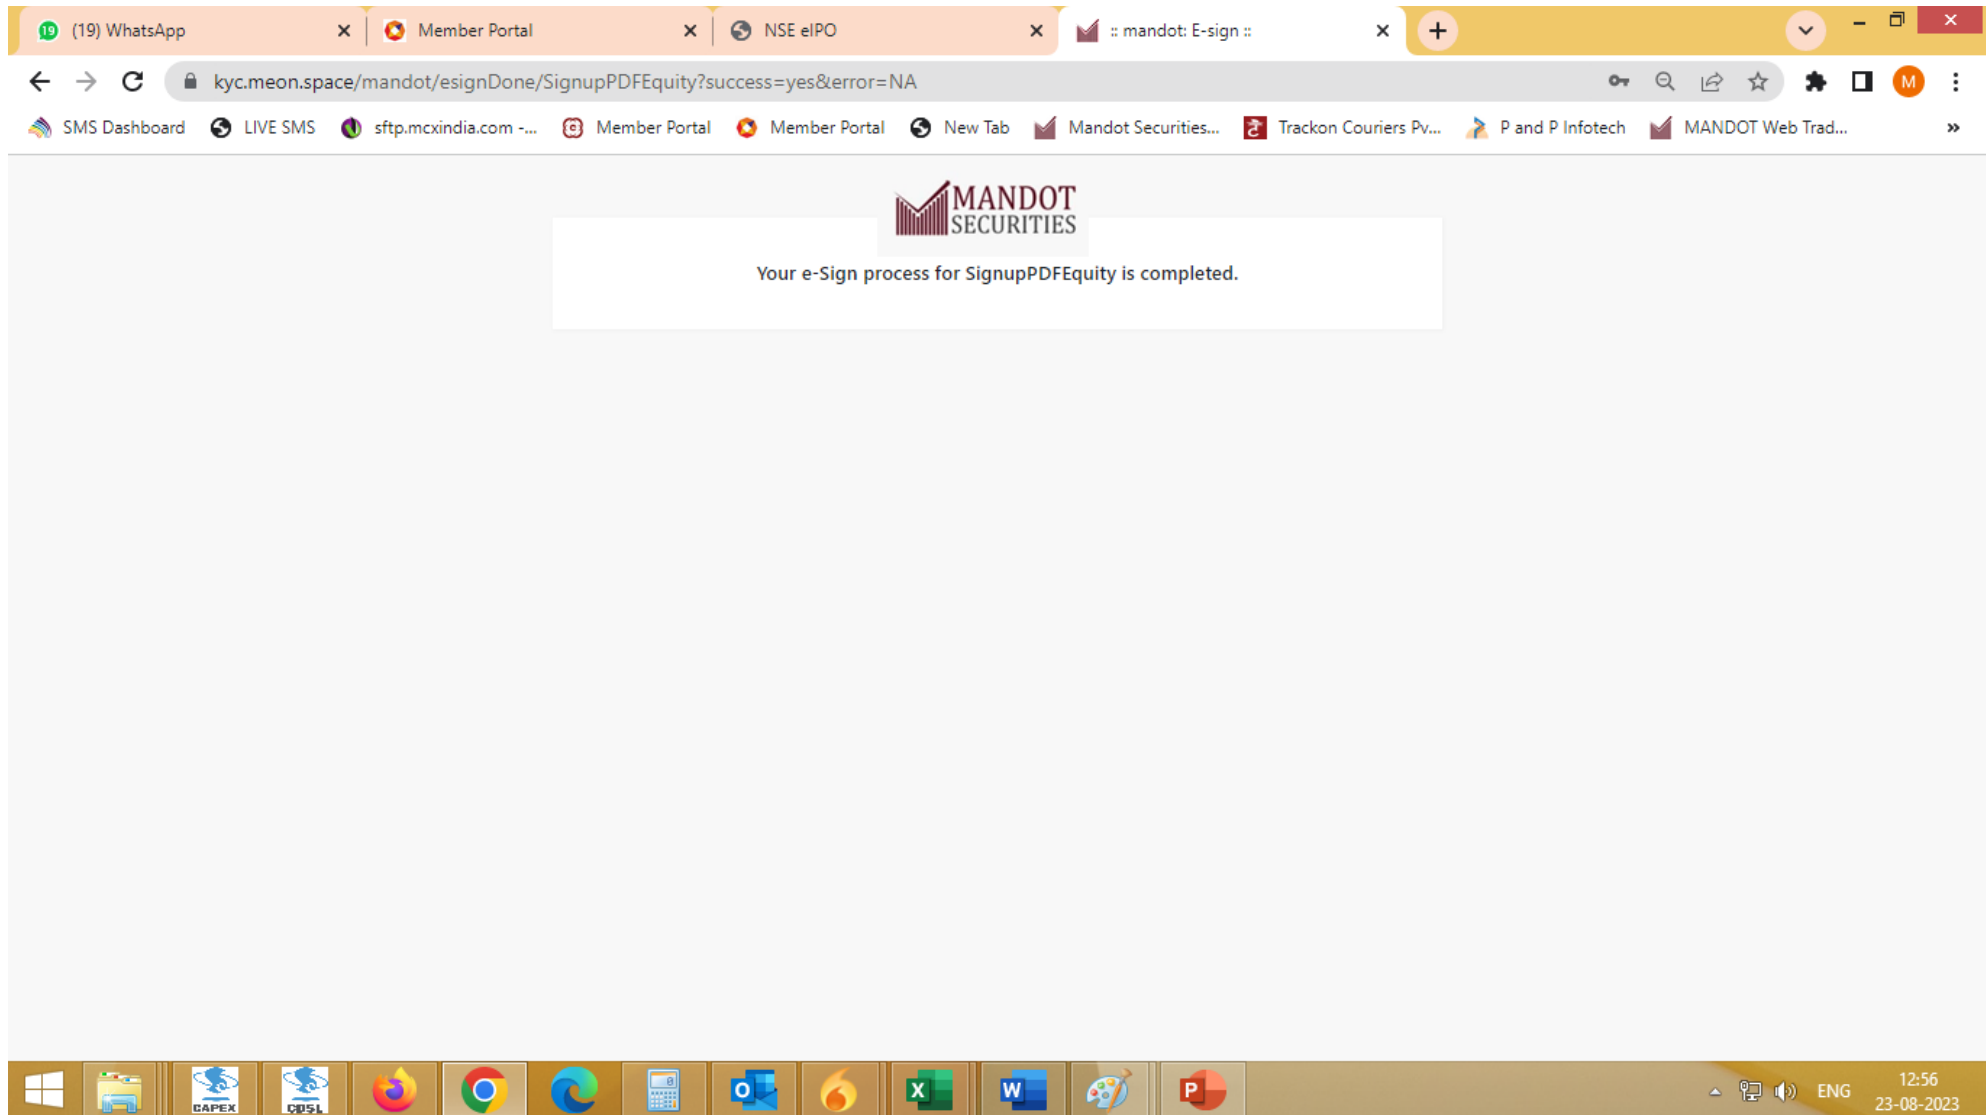 19 (19) WhatsApp Member Portal NSE eIPO :: mandot: E-sign ::
kyc.meon.space/mandot/esignDone/SignupPDFEquity?success=yes&error=NA M
SMS Dashboard LIVE SMS sftp.mcxindia.com -... Member Portal Member Portal New Tab Mandot Securities... Trackon Couriers Pv... P and P Infotech MANDOT Web Trad... »
MANDOT
SECURITIES
Your e-Sign process for SignupPDFEquity is completed.
CAPEX CDSL O X W P ENG 12:56
23-08-2023